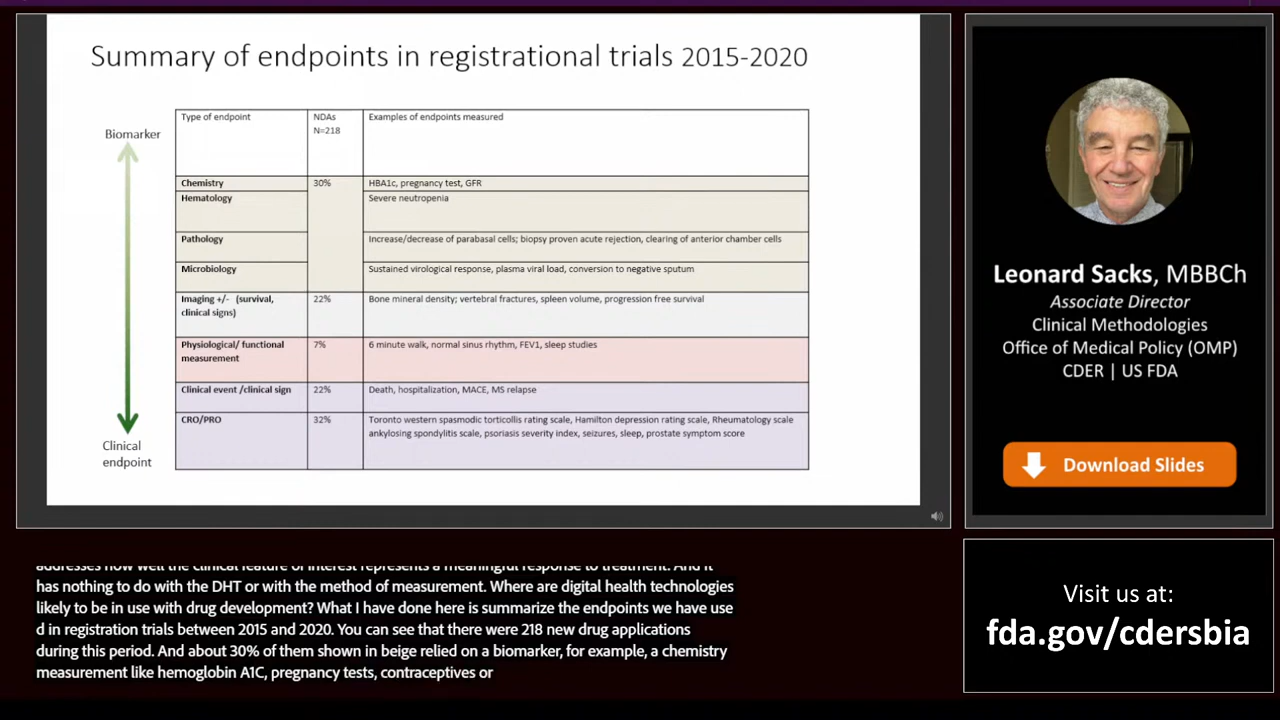 Summary of endpoints in registrational trials 2015-2020
Biomarker
Clinical
endpoint
Type of endpoint
NDAs
N=218
Examples of endpoints measured
Chemistry
30%
HBA1c, pregnancy test, GFR
Hematology
Severe neutropenia
Pathology
Increase/decrease of parabasal cells; biopsy proven acute rejection, clearing of anterior chamber cells
Microbiology
Sustained virological response, plasma viral load, conversion to negative sputum
Imaging +/- (survival,
clinical signs)
22%
Bone mineral density; vertebral fractures, spleen volume, progression free survival
Physiological/ functional
measurement
7%
6 minute walk, normal sinus rhythm, FEV1, sleep studies
Clinical event /clinical sign
22%
Death, hospitalization, MACE, MS relapse
CRO/PRO
32%
Toronto western spasmodic torticollis rating scale, Hamilton depression rating scale, Rheumatology scale
ankylosing spondylitis scale, psoriasis severity index, seizures, sleep, prostate symptom score
Leonard Sacks, MBBCh
Associate Director
Clinical Methodologies
Office of Medical Policy (OMP)
CDER | US FDA
Download Slides
addresses how well the clinical feature of interest represents a meaningful response to treatment. And it
has nothing to do with the DHT or with the method of measurement. Where are digital health technologies
likely to be in use with drug development? What I have done here is summarize the endpoints we have use
d in registration trials between 2015 and 2020. You can see that there were 218 new drug applications
during this period. And about 30% of them shown in beige relied on a biomarker, for example, a chemistry
measurement like hemoglobin A1C, pregnancy tests, contraceptives or
Visit us at:
fda.gov/cdersbia